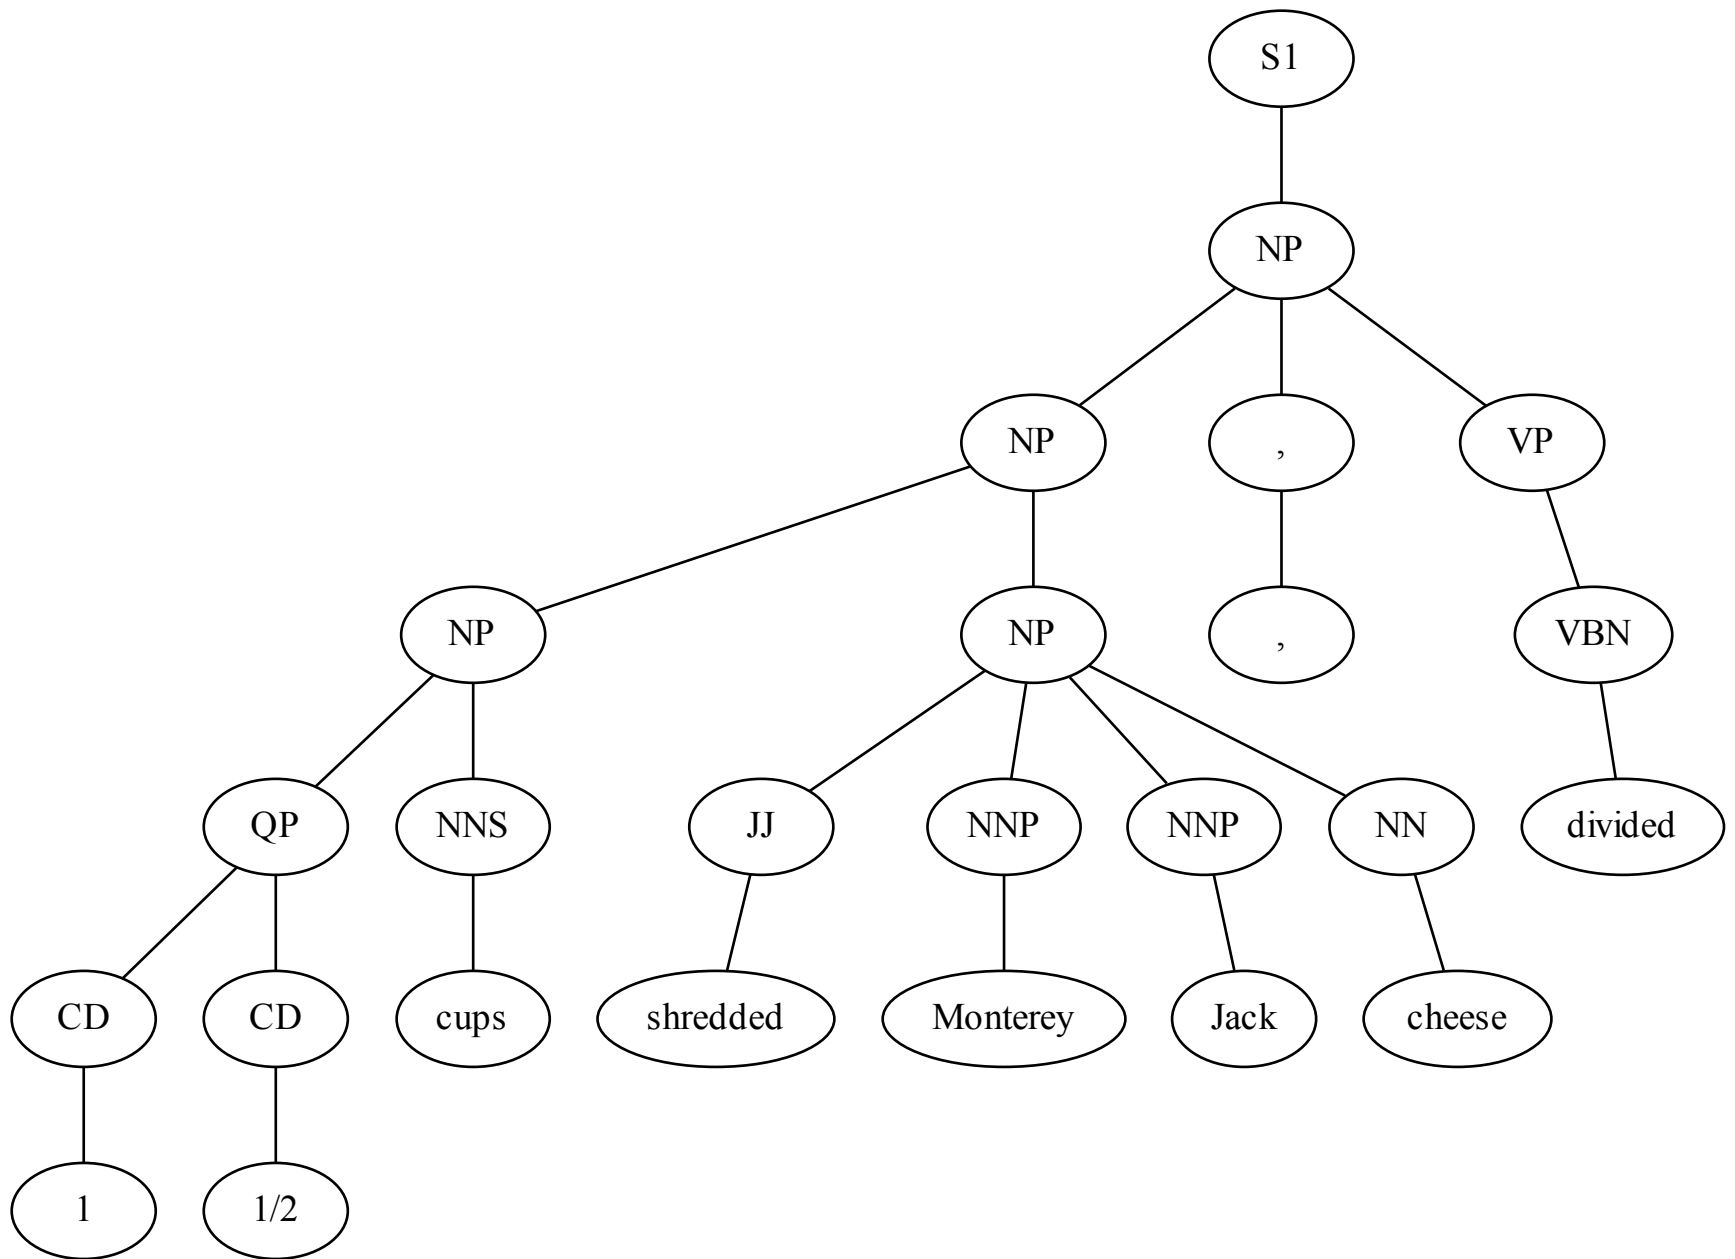 S1
NP
NP , VP
NP NP , VBN
QP NNS JJ NNP NNP NN divided
CD CD cups shredded Monterey Jack cheese
1 1/2